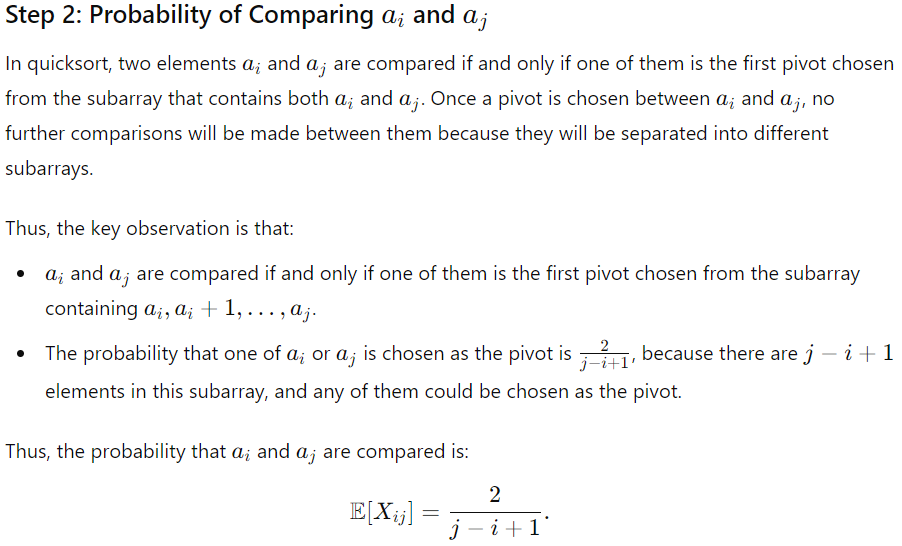 Step 2: Probability of Comparing $a_i$ and $a_j$
In quicksort, two elements $a_i$ and $a_j$ are compared if and only if one of them is the first pivot chosen
from the subarray that contains both $a_i$ and $a_j$. Once a pivot is chosen between $a_i$ and $a_j$, no
further comparisons will be made between them because they will be separated into different
subarrays.
Thus, the key observation is that:
• $a_i$ and $a_j$ are compared if and only if one of them is the first pivot chosen from the subarray
containing $a_i, a_i + 1, \ldots, a_j$.
• The probability that one of $a_i$ or $a_j$ is chosen as the pivot is $\frac{2}{j-i+1}$, because there are $j - i + 1$
elements in this subarray, and any of them could be chosen as the pivot.
Thus, the probability that $a_i$ and $a_j$ are compared is:
$\mathbb{E}[X_{ij}] = \frac{2}{j - i + 1}.$